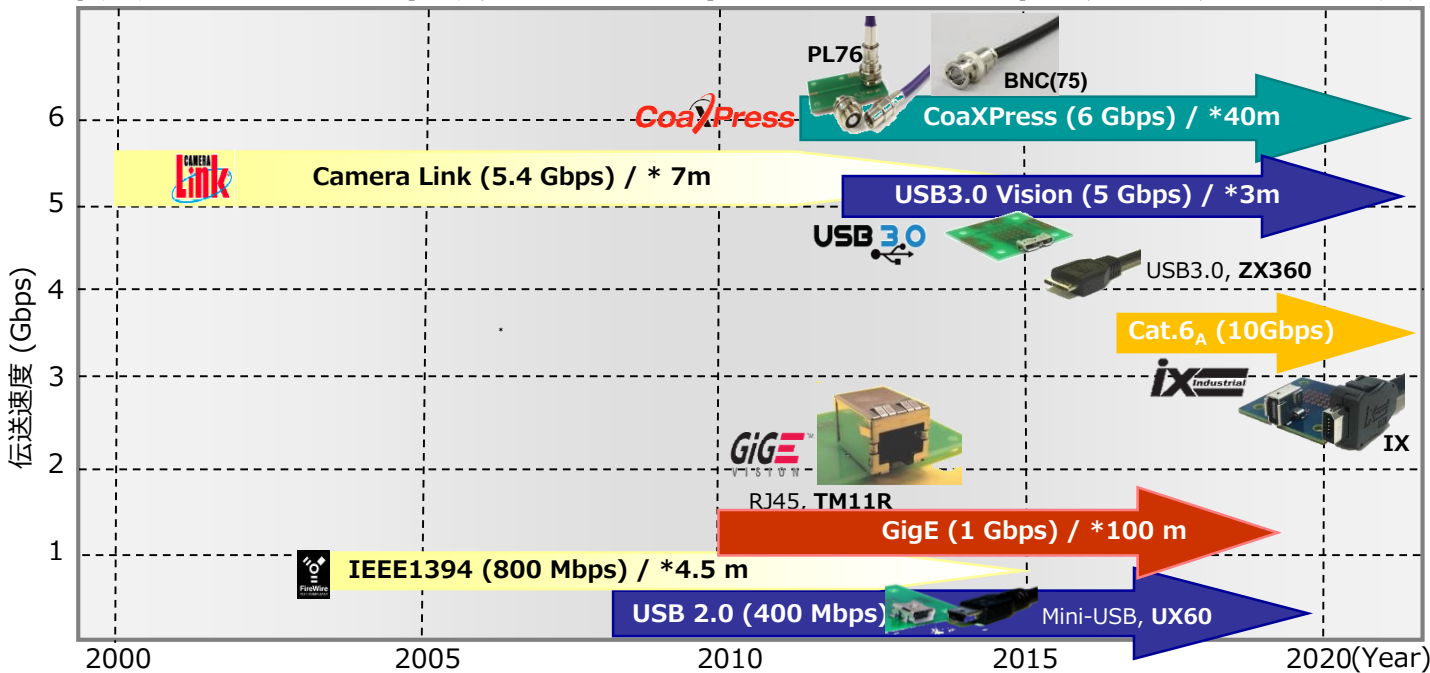 PL76
BNC(75)
CoaXPress
CoaXPress (6 Gbps) / *40m
6
CAMERA
Link
Camera Link (5.4 Gbps) / * 7m
USB3.0 Vision (5 Gbps) / *3m
5
USB 3.0
USB3.0, ZX360
4
*
Cat.6A (10Gbps)
3
iX Industrial
IX
GiGE
VISION
2
RJ45, TM11R
GigE (1 Gbps) / *100 m
1
FireWire
IEEE1394 (800 Mbps) / *4.5 m
USB 2.0 (400 Mbps)
Mini-USB, UX60
伝送速度 (Gbps)
2000
2005
2010
2015
2020(Year)